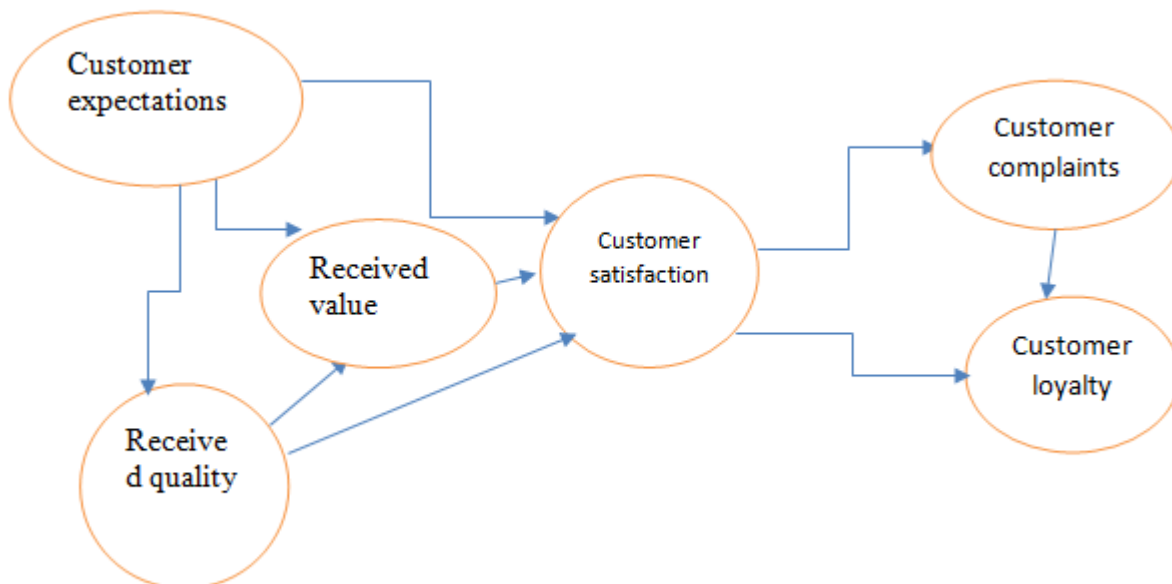 Customer
expectations
Received
value
Receive
d quality
Customer
satisfaction
Customer
complaints
Customer
loyalty